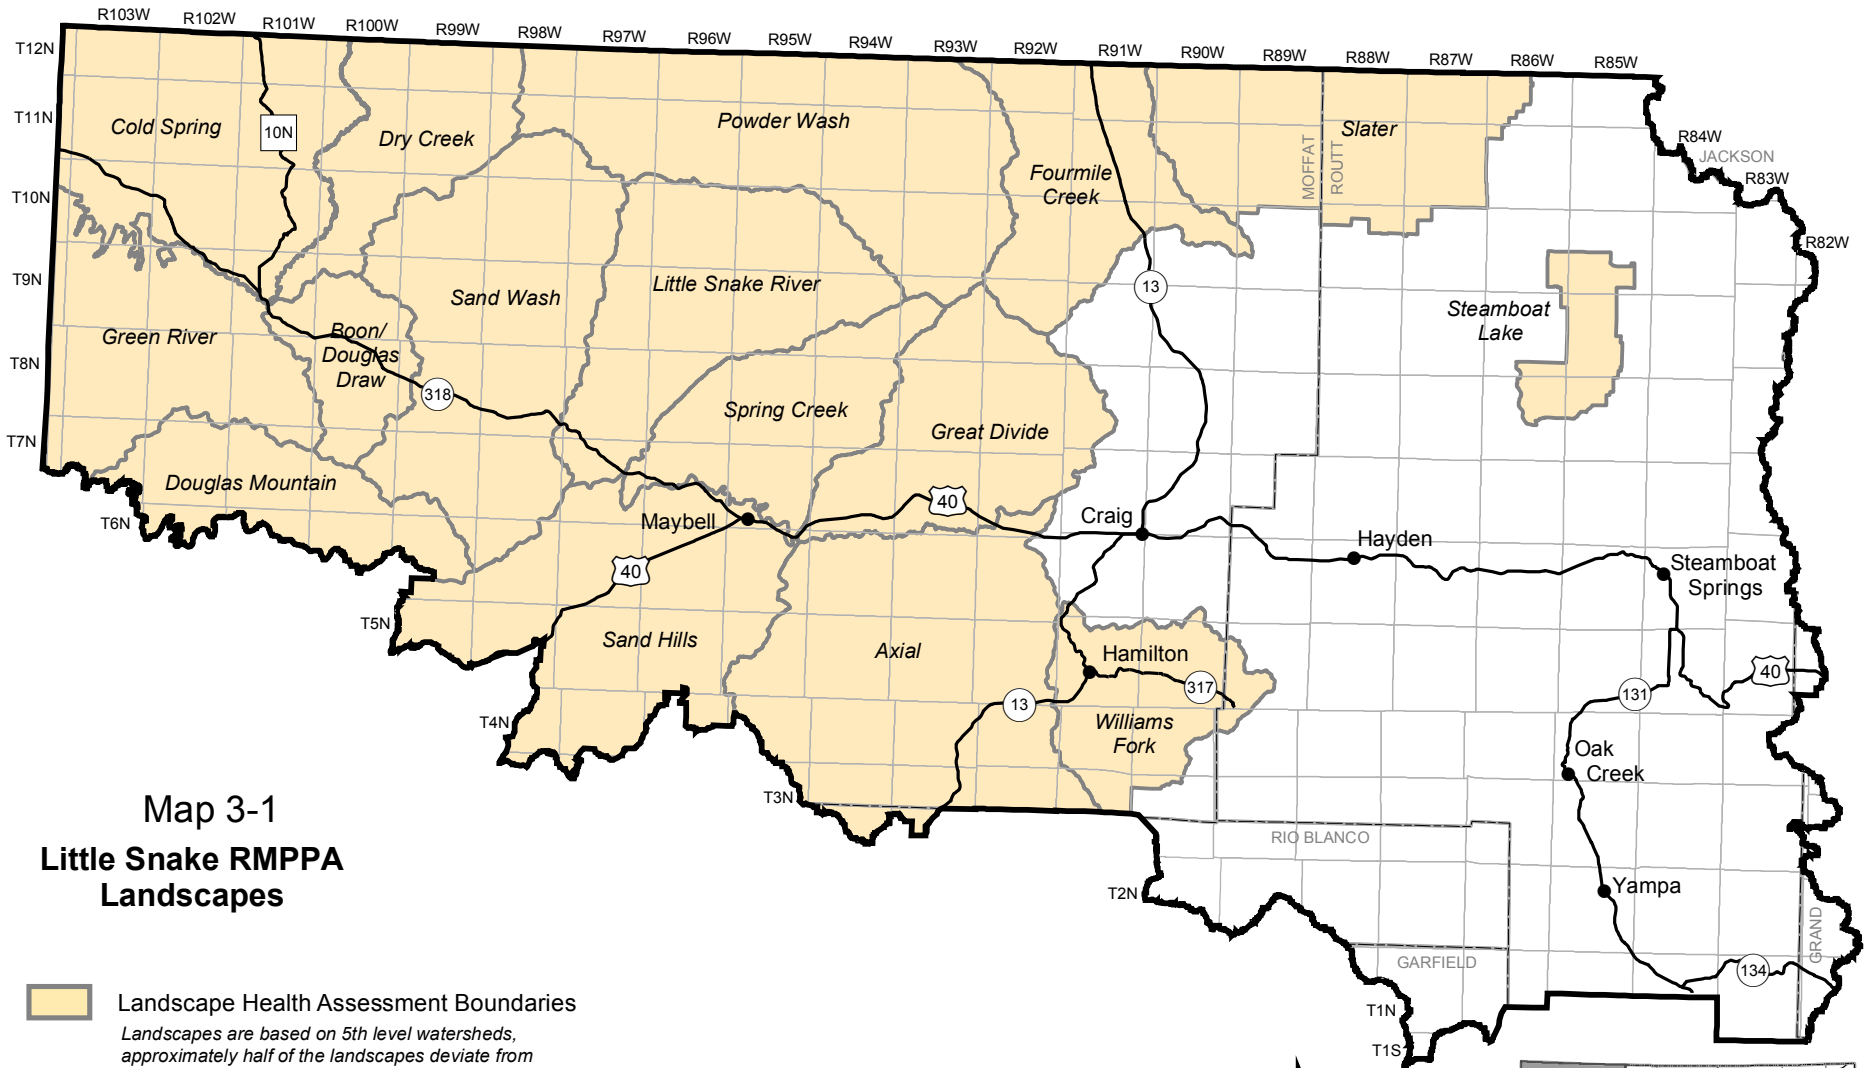 R103W
R102W
R101W
R100W
R99W
R98W
R97W
R96W
R95W
R94W
R93W
R92W
R91W
R90W
R89W
R88W
R87W
R86W
R85W
R84W
R83W
R82W
T12N
T11N
T10N
T9N
T8N
T7N
T6N
T5N
T4N
T3N
T2N
T1N
T1S
Cold Spring
10N
Dry Creek
Powder Wash
Fourmile
Creek
MOFFAT
ROUTT
Slater
JACKSON
Green River
Boon/
Douglas
Draw
318
Sand Wash
Little Snake River
13
Steamboat
Lake
Spring Creek
Great Divide
Douglas Mountain
Maybell
40
40
Craig
Hayden
Steamboat
Springs
Sand Hills
Axial
Hamilton
317
13
Williams
Fork
131
40
Oak
Creek
RIO BLANCO
Yampa
GARFIELD
GRAND
134
Map 3-1
Little Snake RMPPA
Landscapes
Landscape Health Assessment Boundaries
Landscapes are based on 5th level watersheds,
approximately half of the landscapes deviate from